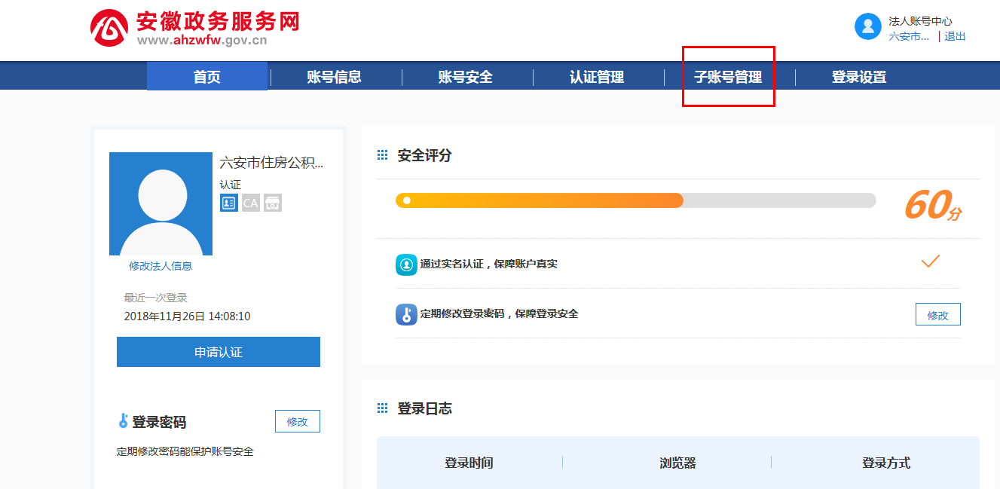 安徽政务服务网
www.ahzwfw.gov.cn
法人账号中心
六安市... | 退出
首页 账号信息 账号安全 认证管理 子账号管理 登录设置
六安市住房公积...
认证
CA
修改法人信息
最近一次登录
2018年11月26日 14:08:10
申请认证
登录密码 修改
定期修改密码能保护账号安全
安全评分
60分
通过实名认证，保障账户真实
定期修改登录密码，保障登录安全 修改
登录日志
登录时间 浏览器 登录方式